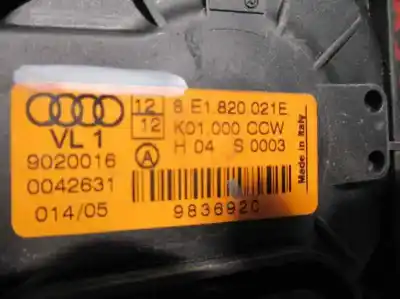 12 8 E1.820 021E
12 K01.000 CCW
VL 1 H 04 S 0003
9020016 A
0042631
014/05 9836920
Made in Italy